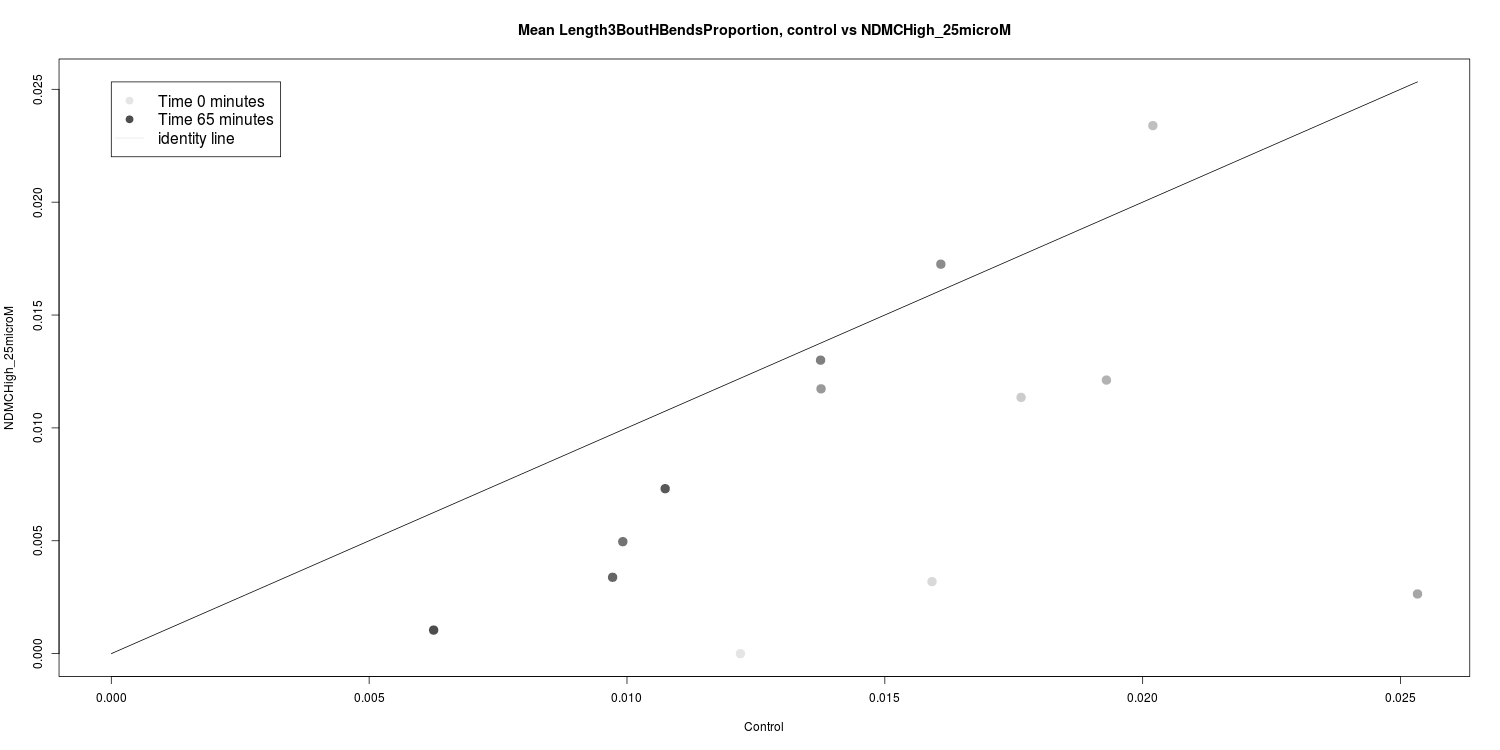 Mean Length3BoutHBendsProportion, control vs NDMCHigh_25microM
Time 0 minutes
Time 65 minutes
identity line
NDMCHigh_25microM
0.025
0.020
0.015
0.010
0.005
0.000
0.000 0.005 0.010 0.015 0.020 0.025
Control